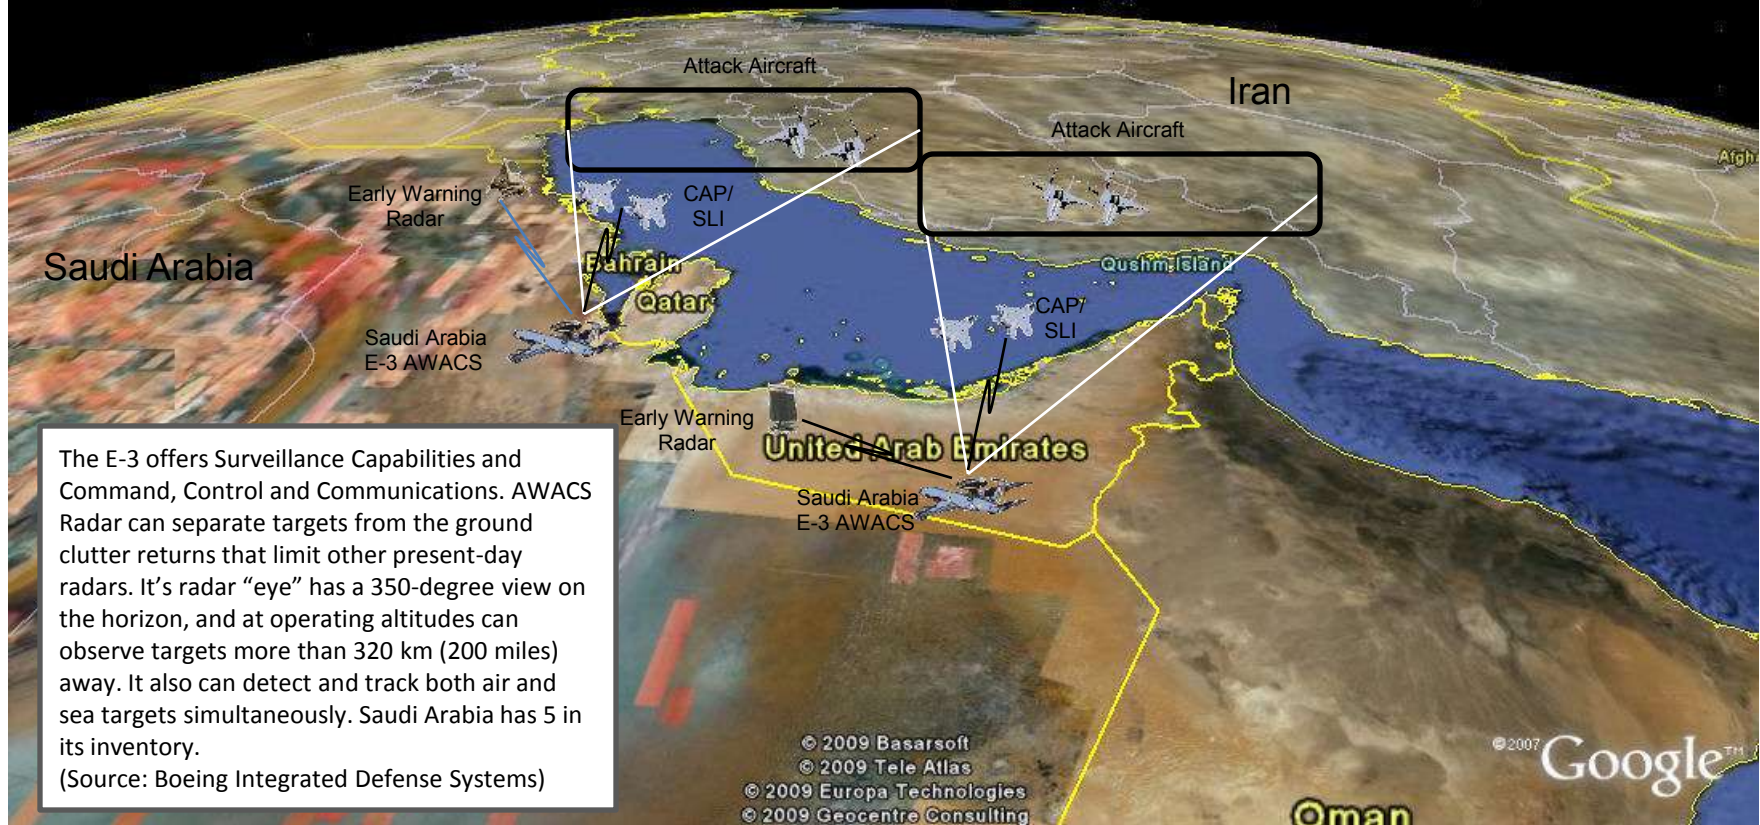 Attack Aircraft
Iran
Attack Aircraft
Afgh
Early Warning
Radar
CAP/
SLI
Saudi Arabia
Bahrain
Qushm Island
Qatar
CAP/
SLI
Saudi Arabia
E-3 AWACS
Early Warning
Radar
United Arab Emirates
Saudi Arabia
E-3 AWACS
The E-3 offers Surveillance Capabilities and
Command, Control and Communications. AWACS
Radar can separate targets from the ground
clutter returns that limit other present-day
radars. It’s radar “eye” has a 350-degree view on
the horizon, and at operating altitudes can
observe targets more than 320 km (200 miles)
away. It also can detect and track both air and
sea targets simultaneously. Saudi Arabia has 5 in
its inventory.
(Source: Boeing Integrated Defense Systems)
© 2009 Basarsoft
© 2009 Tele Atlas
© 2009 Europa Technologies
© 2009 Geocentre Consulting
©2007 Google™
Oman